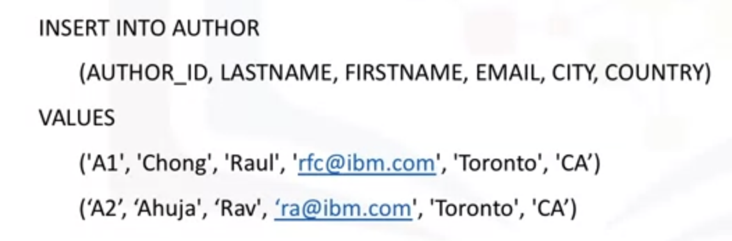 INSERT INTO AUTHOR
(AUTHOR_ID, LASTNAME, FIRSTNAME, EMAIL, CITY, COUNTRY)
VALUES
('A1', 'Chong', 'Raul', 'rfc@ibm.com', 'Toronto', 'CA’)
(‘A2’, ‘Ahuja', ‘Rav', ‘ra@ibm.com', 'Toronto', 'CA’)